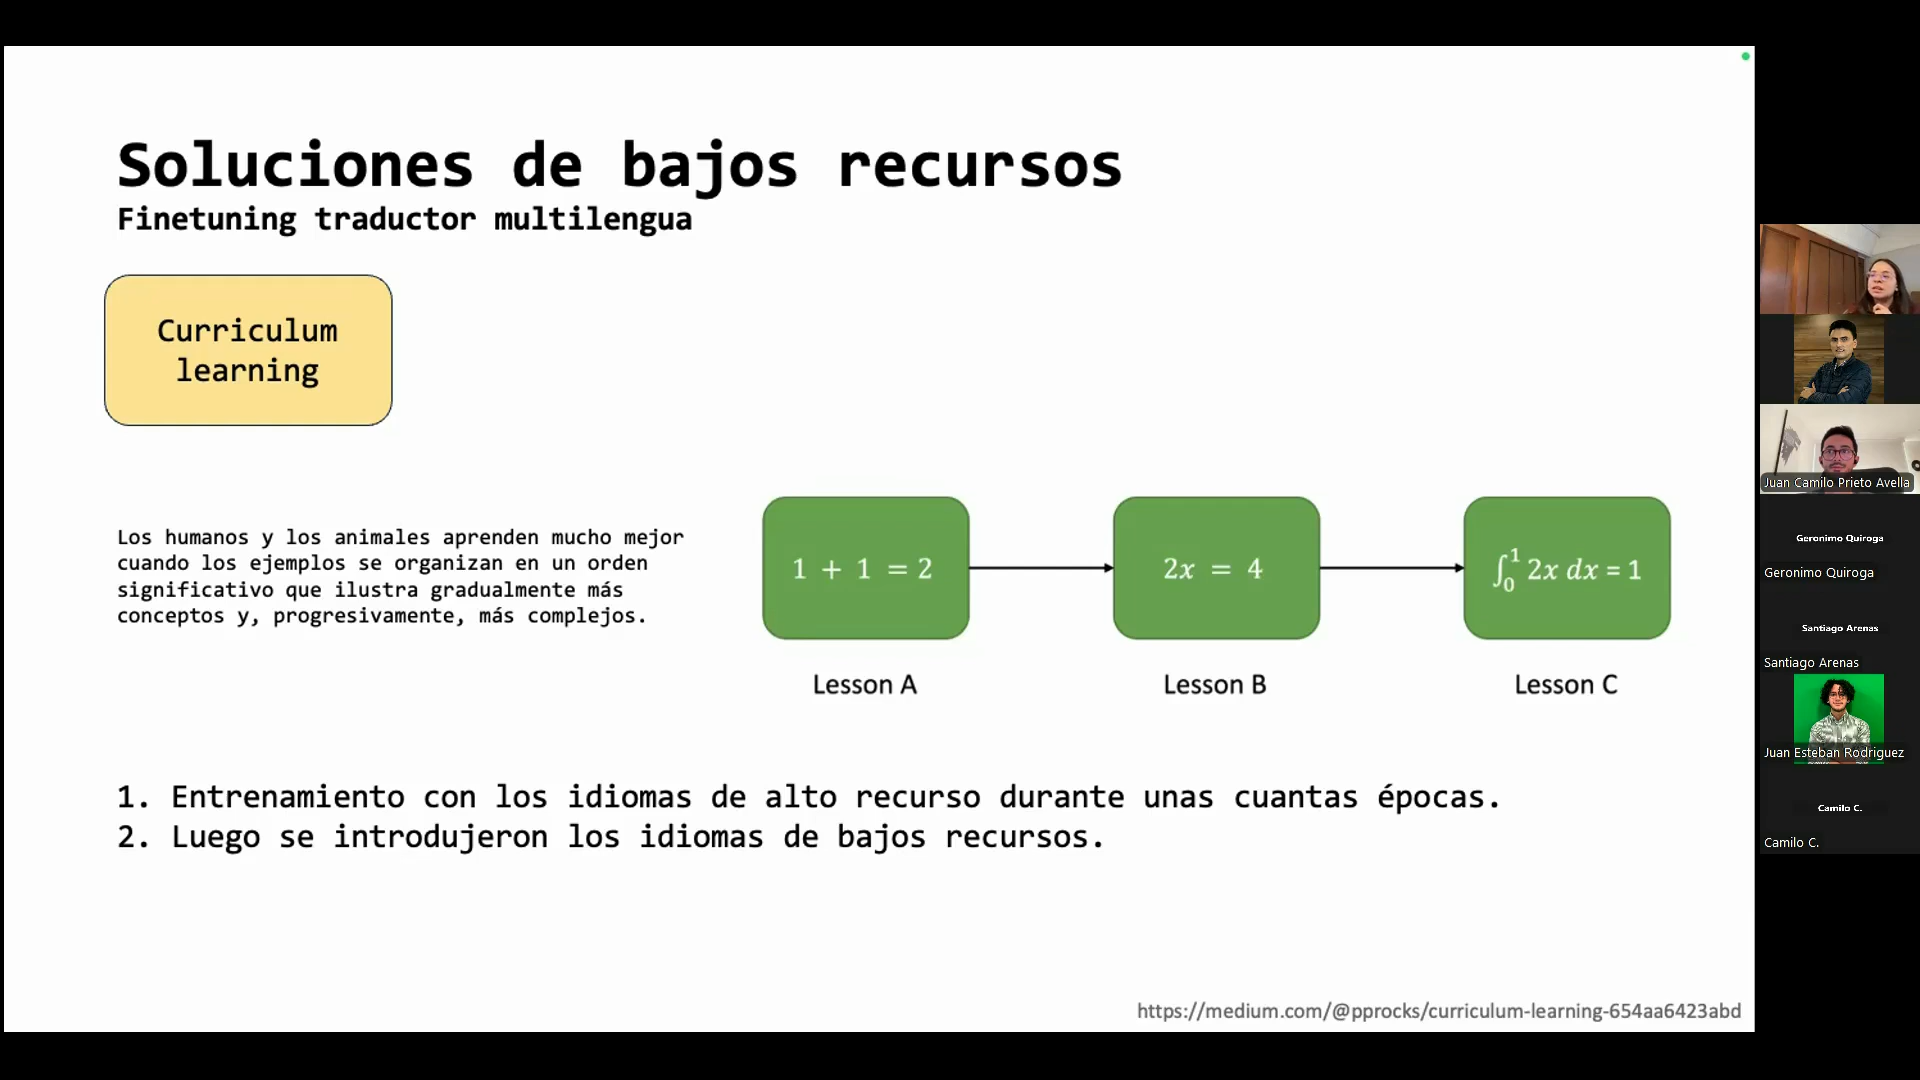 Soluciones de bajos recursos
Finetuning traductor multilengua
Curriculum
learning
Los humanos y los animales aprenden mucho mejor
cuando los ejemplos se organizan en un orden
significativo que ilustra gradualmente más
conceptos y, progresivamente, más complejos.
1 + 1 = 2
2x = 4
∫₀¹ 2x dx = 1
Lesson A
Lesson B
Lesson C
1. Entrenamiento con los idiomas de alto recurso durante unas cuantas épocas.
2. Luego se introdujeron los idiomas de bajos recursos.
https://medium.com/@pprocks/curriculum-learning-654aa6423abd
Juan Camilo Prieto Avella
Geronimo Quiroga
Geronimo Quiroga
Santiago Arenas
Santiago Arenas
Juan Esteban Rodriguez
Camilo C.
Camilo C.